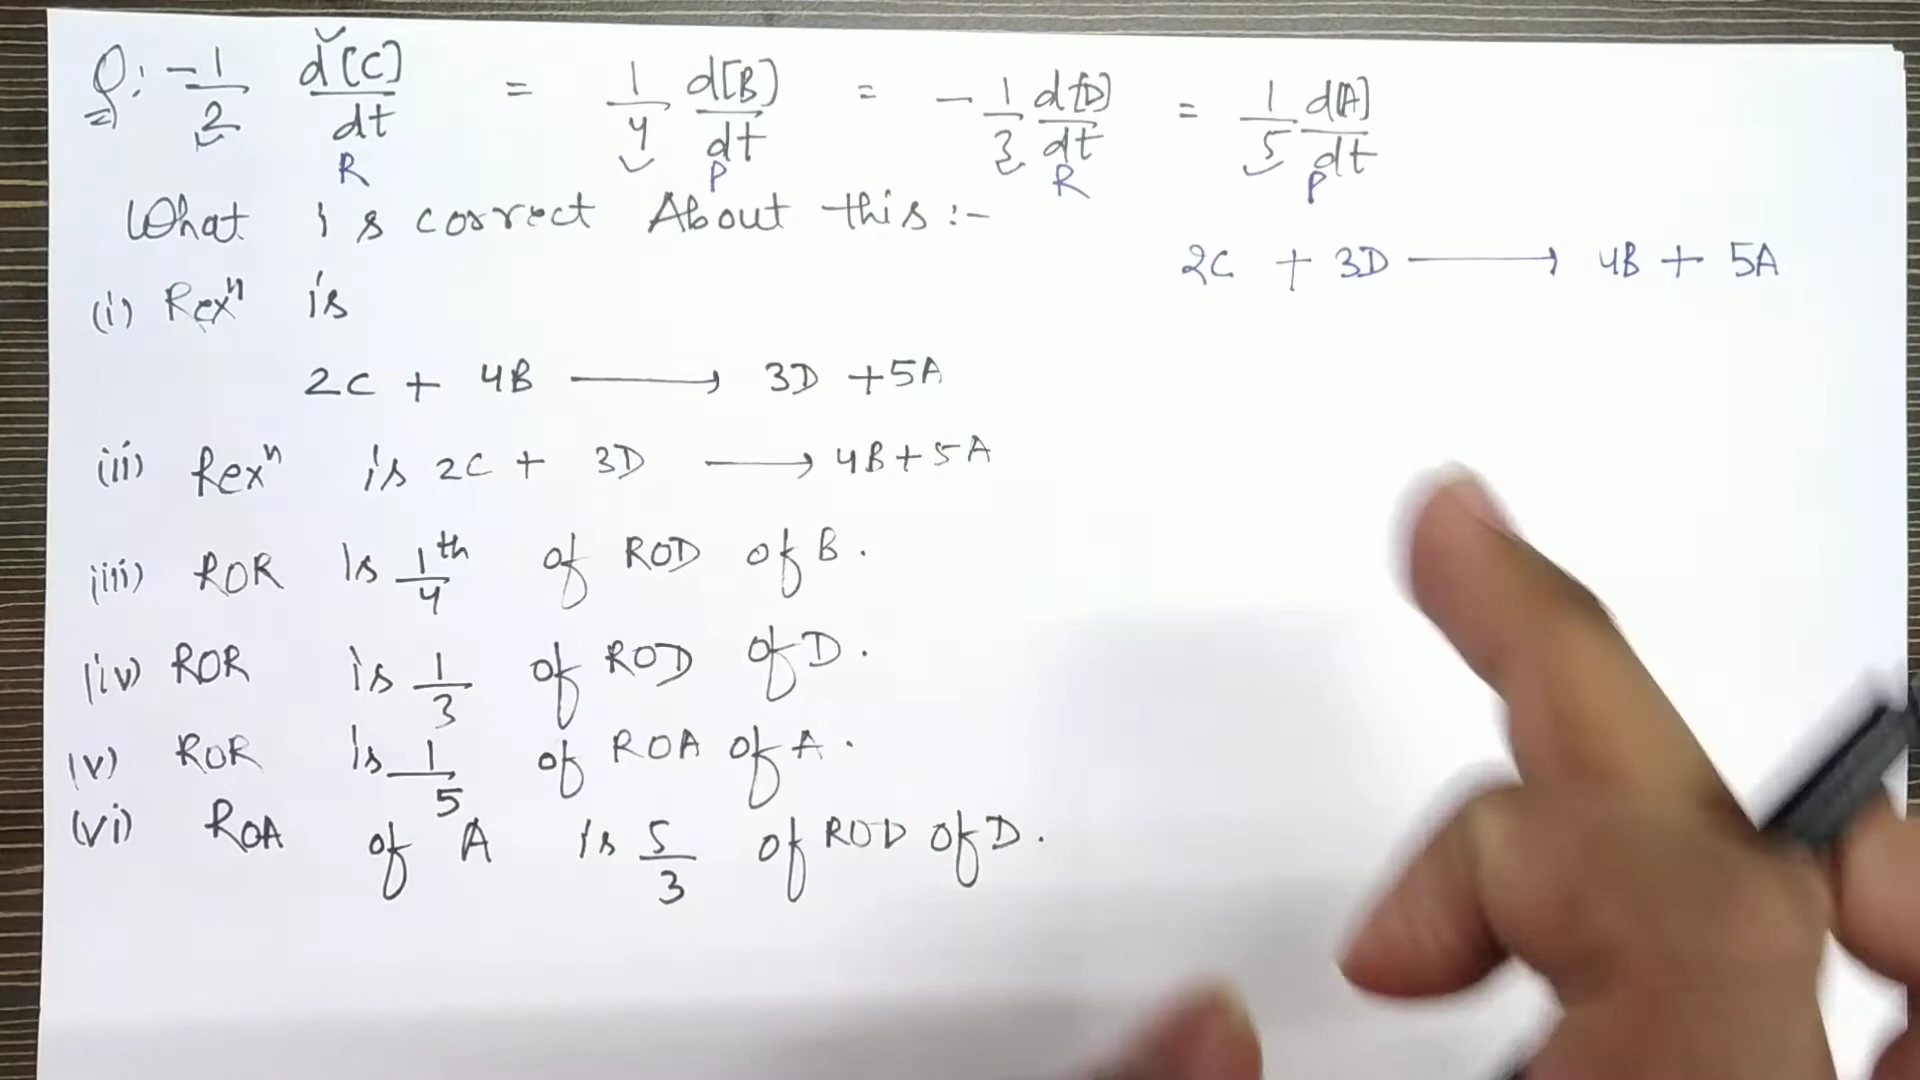 Q:- -1/2 d[C]/dt = 1/4 d[B]/dt = -1/3 d[D]/dt = 1/5 d[A]/dt
R P R P
What is correct About this :-
2C + 3D ⟶ 4B + 5A
(i) Rexⁿ is
2C + 4B ⟶ 3D + 5A
(ii) Rexⁿ is 2C + 3D ⟶ 4B + 5A
(iii) ROR is 1/4 th of ROD of B.
(iv) ROR is 1/3 of ROD of D.
(v) ROR is 1/5 of ROA of A.
(vi) ROA of A is 5/3 of ROD of D.